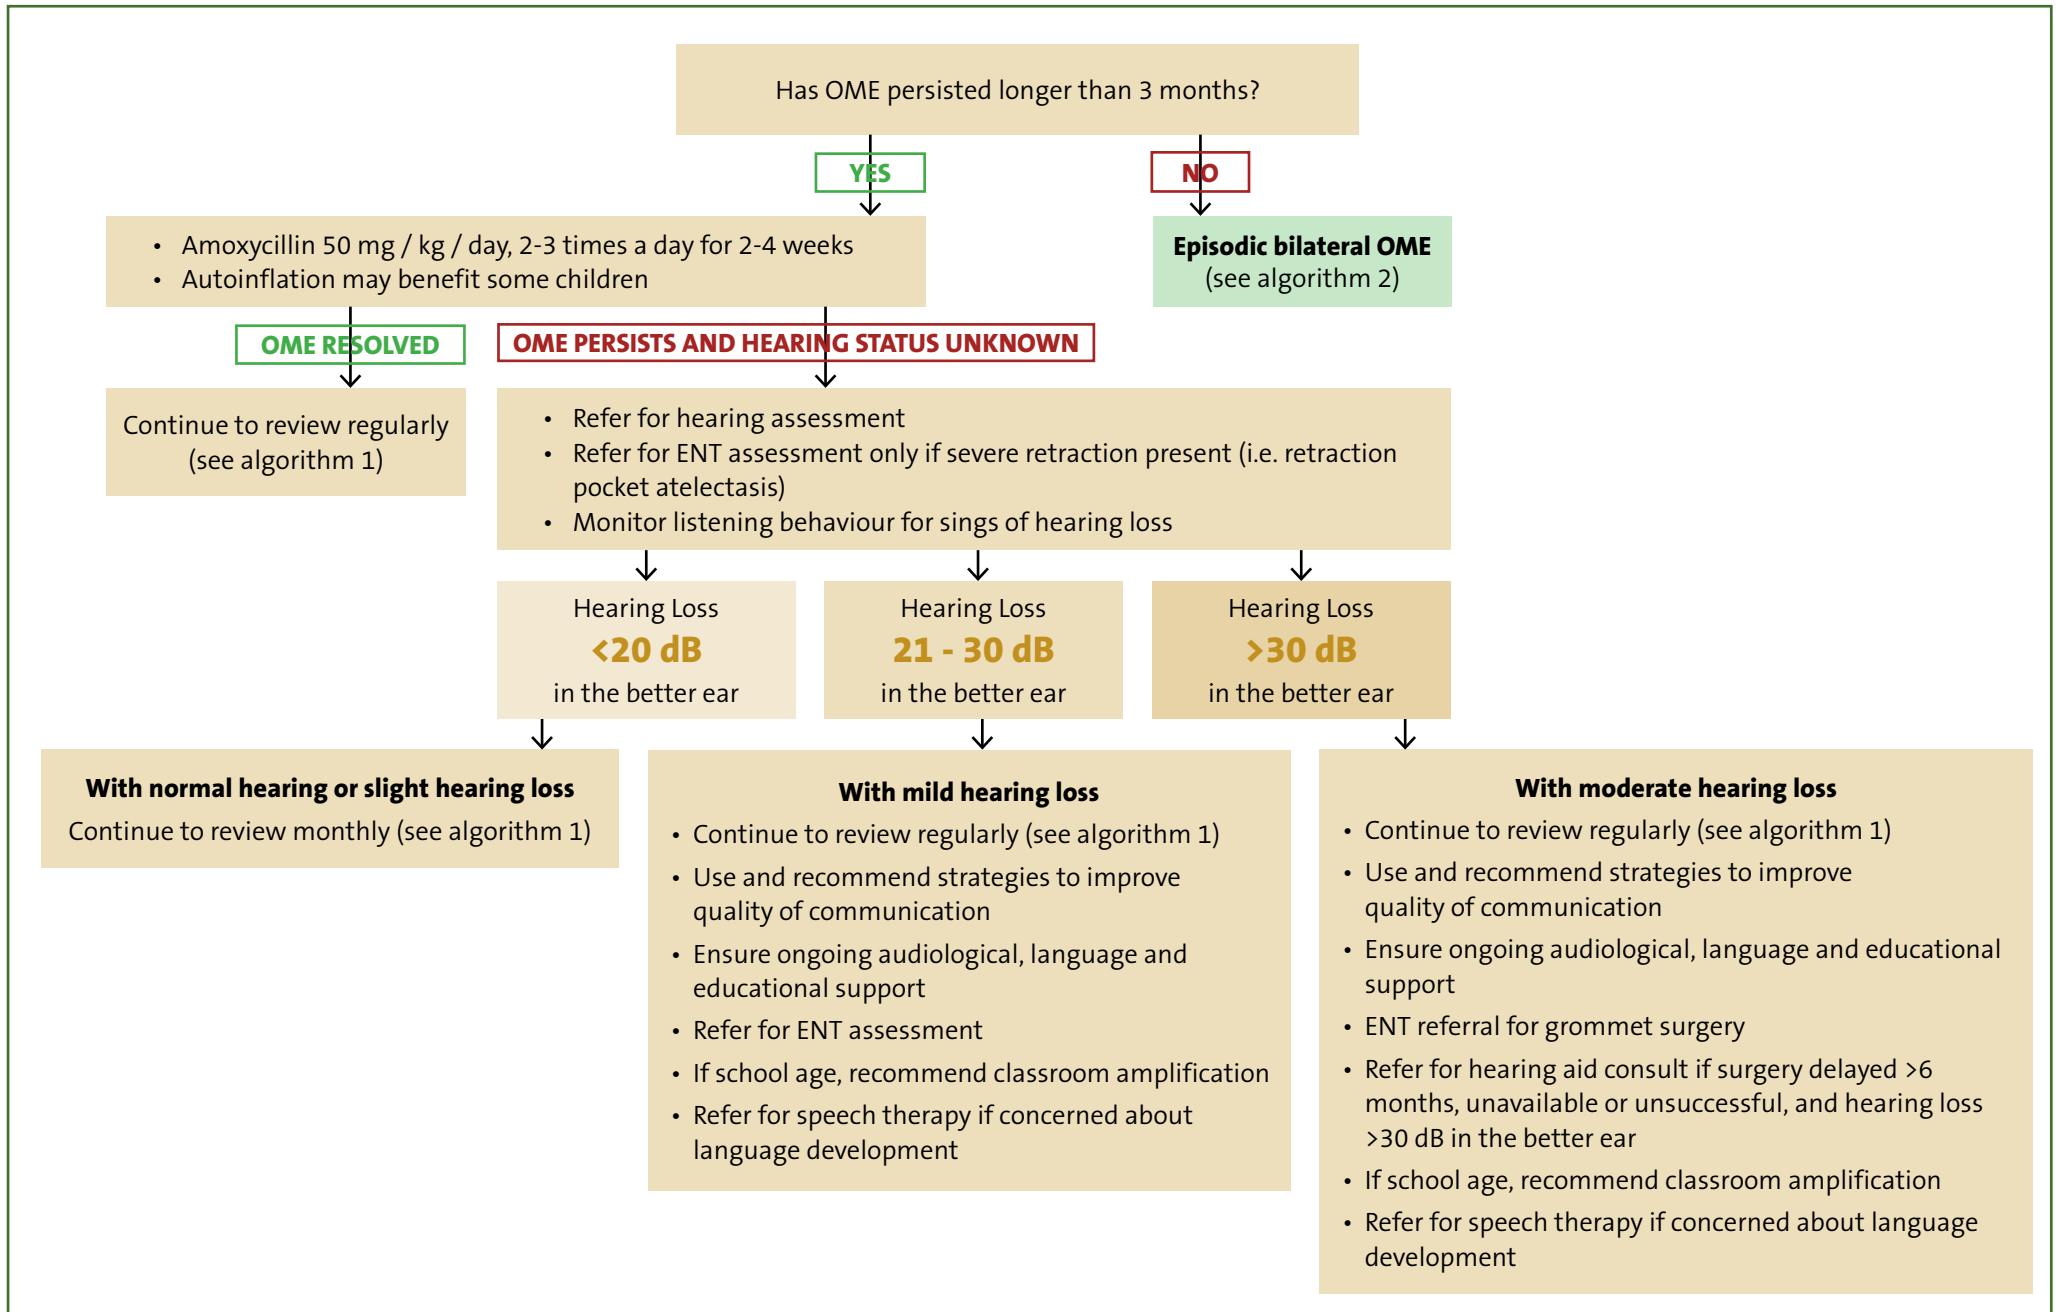 Has OME persisted longer than 3 months?
YES
NO
• Amoxycillin 50 mg / kg / day, 2-3 times a day for 2-4 weeks
• Autoinflation may benefit some children
Episodic bilateral OME
(see algorithm 2)
OME RESOLVED
OME PERSISTS AND HEARING STATUS UNKNOWN
Continue to review regularly
(see algorithm 1)
• Refer for hearing assessment
• Refer for ENT assessment only if severe retraction present (i.e. retraction
pocket atelectasis)
• Monitor listening behaviour for sings of hearing loss
Hearing Loss
<20 dB
in the better ear
Hearing Loss
21 - 30 dB
in the better ear
Hearing Loss
>30 dB
in the better ear
With normal hearing or slight hearing loss
Continue to review monthly (see algorithm 1)
With mild hearing loss
• Continue to review regularly (see algorithm 1)
• Use and recommend strategies to improve
quality of communication
• Ensure ongoing audiological, language and
educational support
• Refer for ENT assessment
• If school age, recommend classroom amplification
• Refer for speech therapy if concerned about
language development
With moderate hearing loss
• Continue to review regularly (see algorithm 1)
• Use and recommend strategies to improve
quality of communication
• Ensure ongoing audiological, language and educational
support
• ENT referral for grommet surgery
• Refer for hearing aid consult if surgery delayed >6
months, unavailable or unsuccessful, and hearing loss
>30 dB in the better ear
• If school age, recommend classroom amplification
• Refer for speech therapy if concerned about language
development